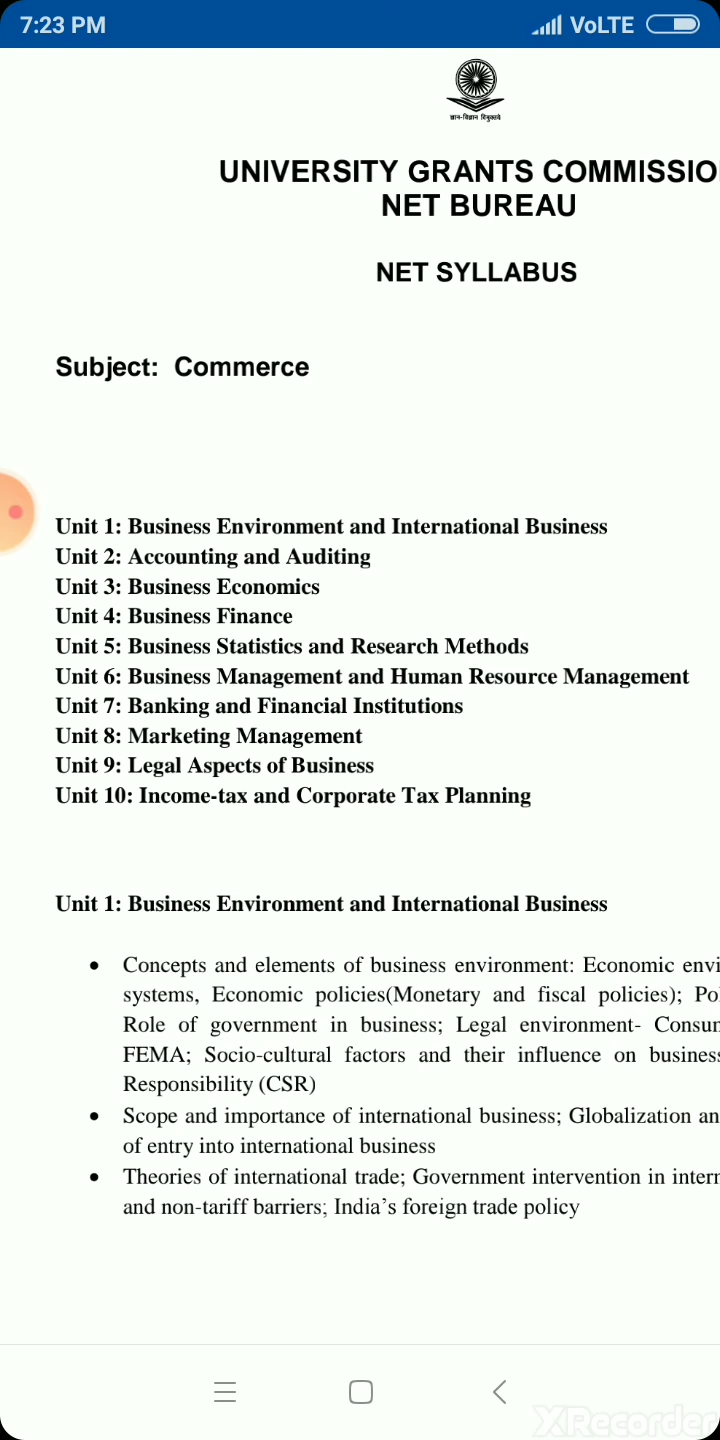 7:23 PM VoLTE
ज्ञान-विज्ञान विमुक्तये
UNIVERSITY GRANTS COMMISSIO
NET BUREAU
NET SYLLABUS
Subject: Commerce
Unit 1: Business Environment and International Business
Unit 2: Accounting and Auditing
Unit 3: Business Economics
Unit 4: Business Finance
Unit 5: Business Statistics and Research Methods
Unit 6: Business Management and Human Resource Management
Unit 7: Banking and Financial Institutions
Unit 8: Marketing Management
Unit 9: Legal Aspects of Business
Unit 10: Income-tax and Corporate Tax Planning
Unit 1: Business Environment and International Business
• Concepts and elements of business environment: Economic envi
systems, Economic policies(Monetary and fiscal policies); Pol
Role of government in business; Legal environment- Consum
FEMA; Socio-cultural factors and their influence on business
Responsibility (CSR)
• Scope and importance of international business; Globalization an
of entry into international business
• Theories of international trade; Government intervention in intern
and non-tariff barriers; India’s foreign trade policy
XRecorder